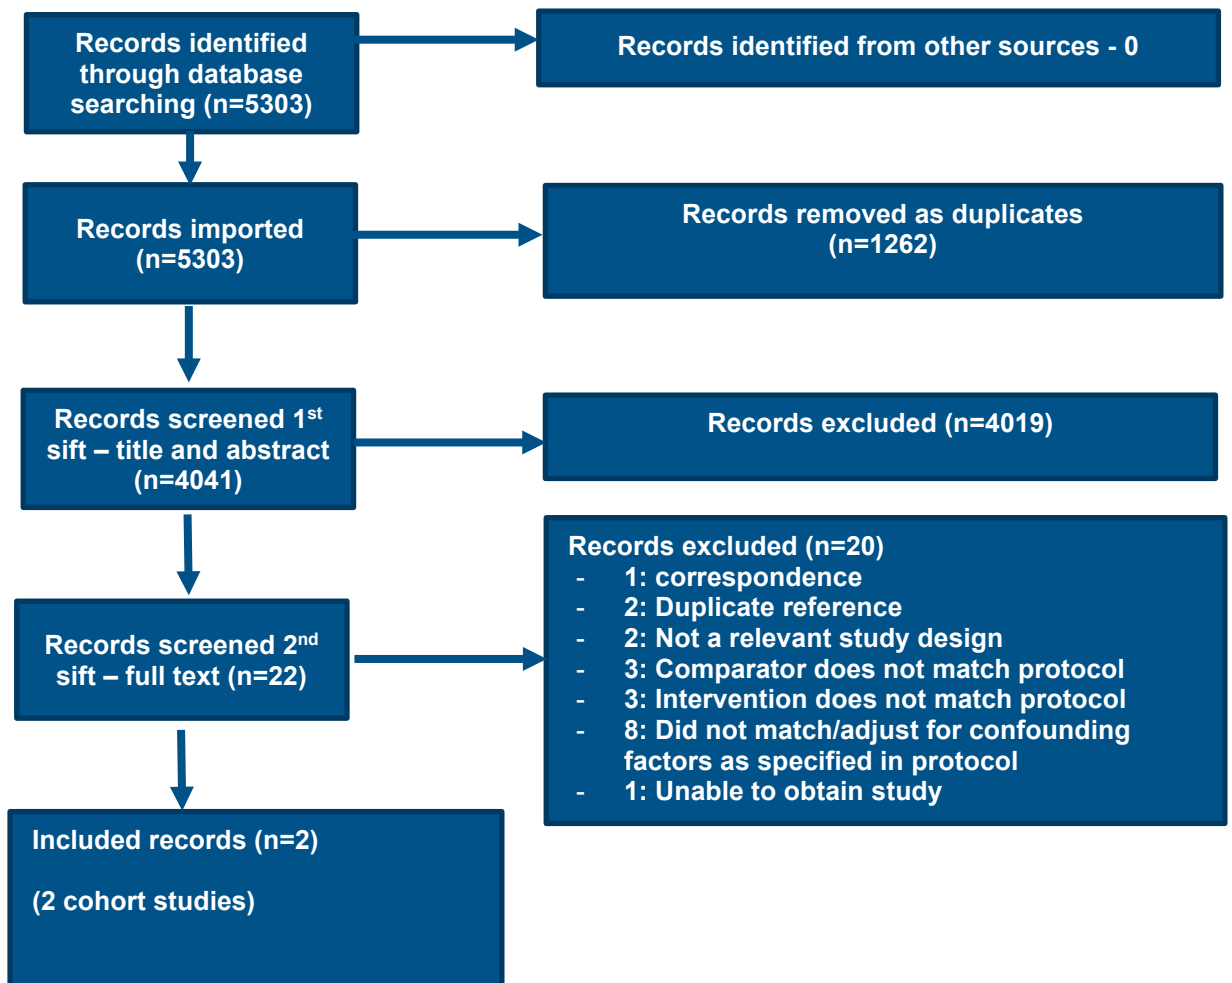 Records identified
through database
searching (n=5303)
Records identified from other sources - 0
Records imported
(n=5303)
Records removed as duplicates
(n=1262)
Records screened 1st
sift – title and abstract
(n=4041)
Records excluded (n=4019)
Records screened 2nd
sift – full text (n=22)
Records excluded (n=20)
- 1: correspondence
- 2: Duplicate reference
- 2: Not a relevant study design
- 3: Comparator does not match protocol
- 3: Intervention does not match protocol
- 8: Did not match/adjust for confounding
factors as specified in protocol
- 1: Unable to obtain study
Included records (n=2)
(2 cohort studies)